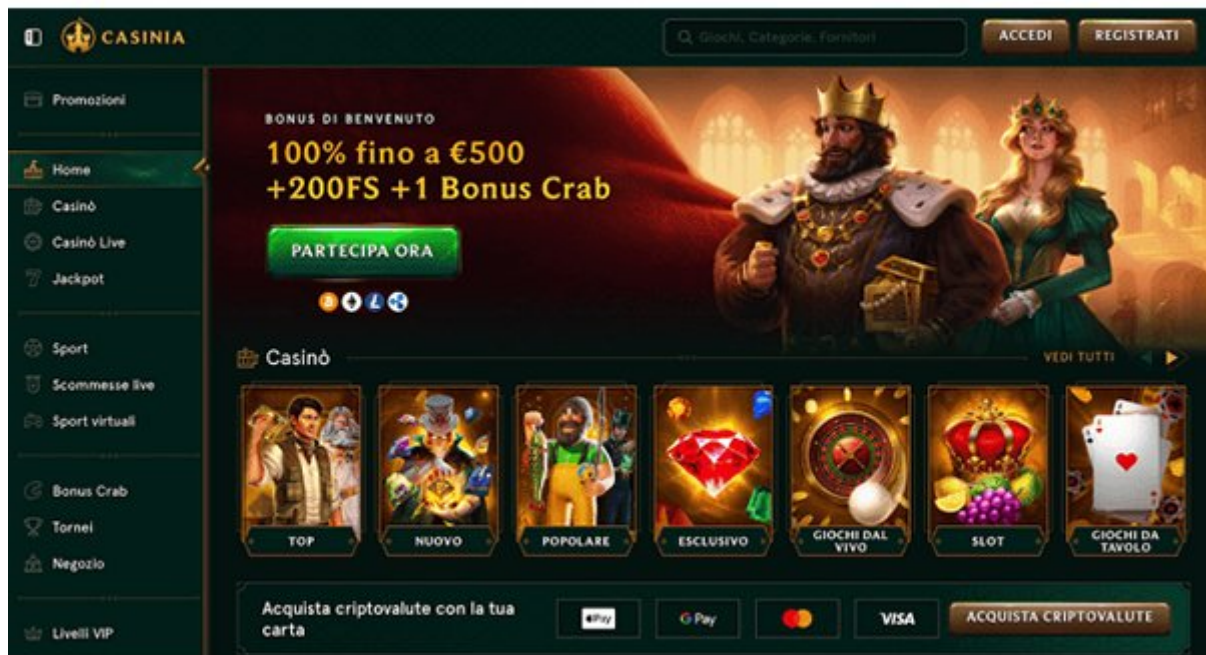 CASINIA
Giochi, Categorie, Fornitori
ACCEDI
REGISTRATI
Promozioni
Home
Casinò
Casinò Live
Jackpot
Sport
Scommesse live
Sport virtuali
Bonus Crab
Tornei
Negozio
Livelli VIP
BONUS DI BENVENUTO
100% fino a €500
+200FS +1 Bonus Crab
PARTECIPA ORA
Casinò
VEDI TUTTI
TOP
NUOVO
POPOLARE
ESCLUSIVO
GIOCHI DAL
VIVO
SLOT
GIOCHI DA
TAVOLO
Acquista criptovalute con la tua
carta
Pay
G Pay
VISA
ACQUISTA CRIPTOVALUTE